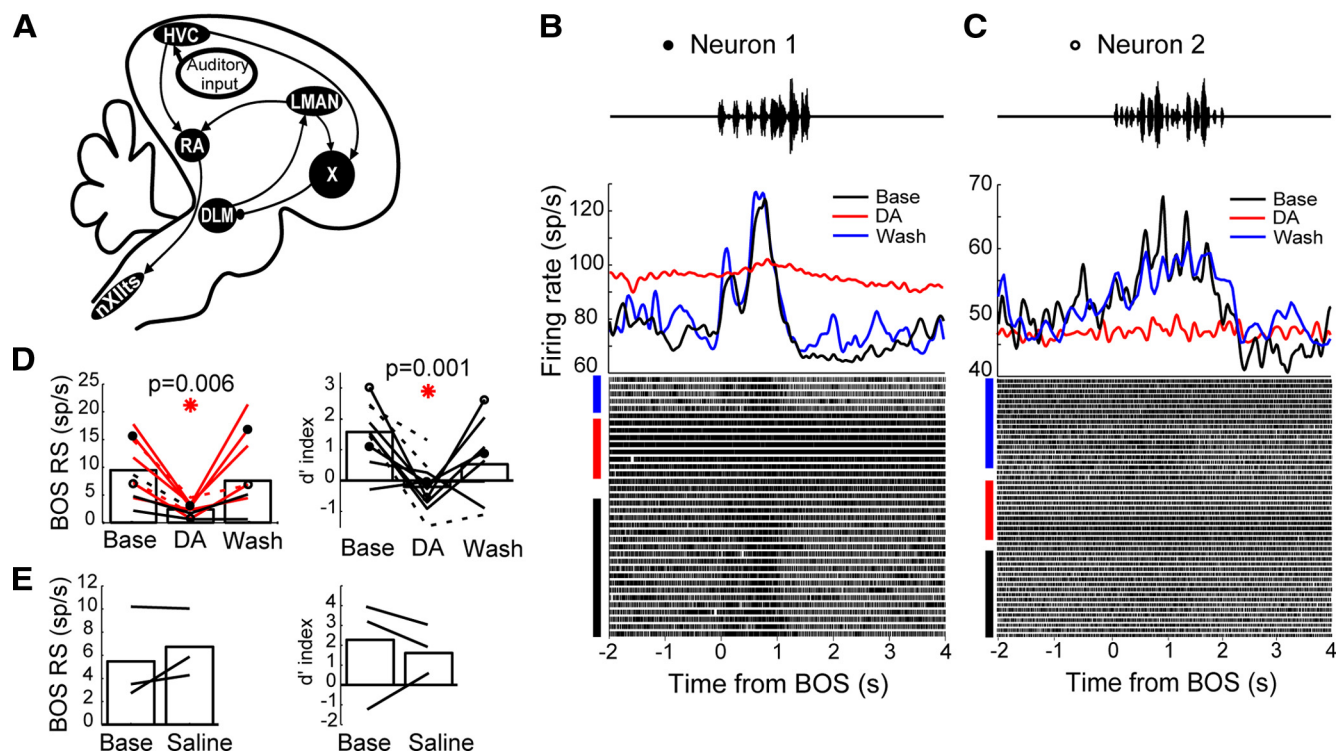 A
HVC
Auditory
input
LMAN
RA
X
DLM
nXIIts
B
Neuron 1
Firing rate (sp/s)
120
100
80
60
Base
DA
Wash
-2 -1 0 1 2 3 4
Time from BOS (s)
C
Neuron 2
70
60
50
40
Base
DA
Wash
-2 -1 0 1 2 3 4
Time from BOS (s)
D
BOS RS (sp/s)
25
20
15
10
5
0
p=0.006
*
Base DA Wash
d' index
3
2
1
0
-1
p=0.001
*
Base DA Wash
E
BOS RS (sp/s)
12
10
8
6
4
2
0
Base Saline
d' index
4
3
2
1
0
-1
-2
Base Saline